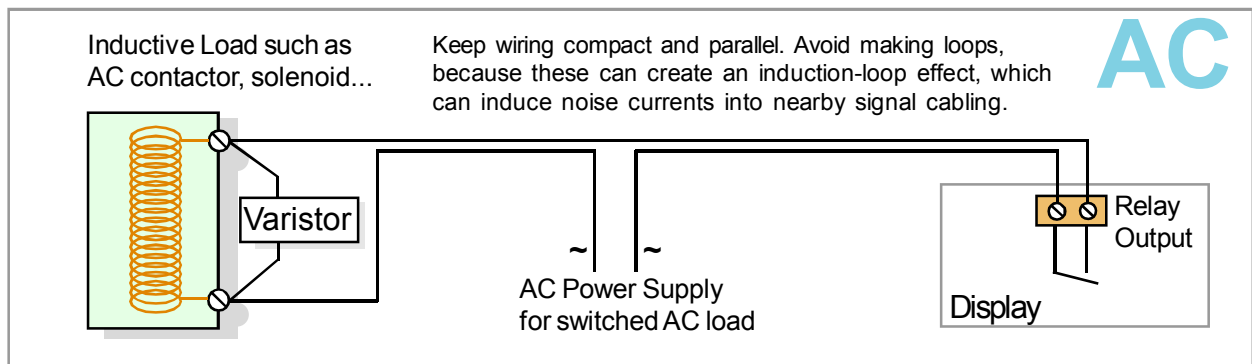 Inductive Load such as
AC contactor, solenoid...
Keep wiring compact and parallel. Avoid making loops,
because these can create an induction-loop effect, which
can induce noise currents into nearby signal cabling.
AC
Varistor
~ ~
AC Power Supply
for switched AC load
Relay
Output
Display